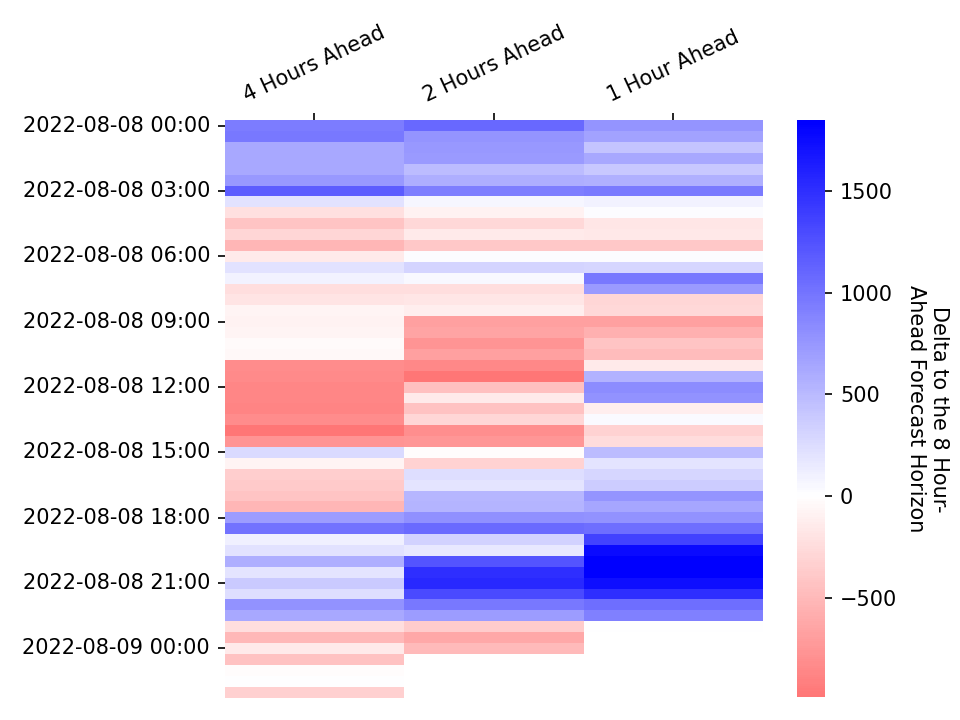 4 Hours Ahead
2 Hours Ahead
1 Hour Ahead
2022-08-08 00:00
2022-08-08 03:00
2022-08-08 06:00
2022-08-08 09:00
2022-08-08 12:00
2022-08-08 15:00
2022-08-08 18:00
2022-08-08 21:00
2022-08-09 00:00
1500
1000
500
0
−500
Delta to the 8 Hour-
Ahead Forecast Horizon